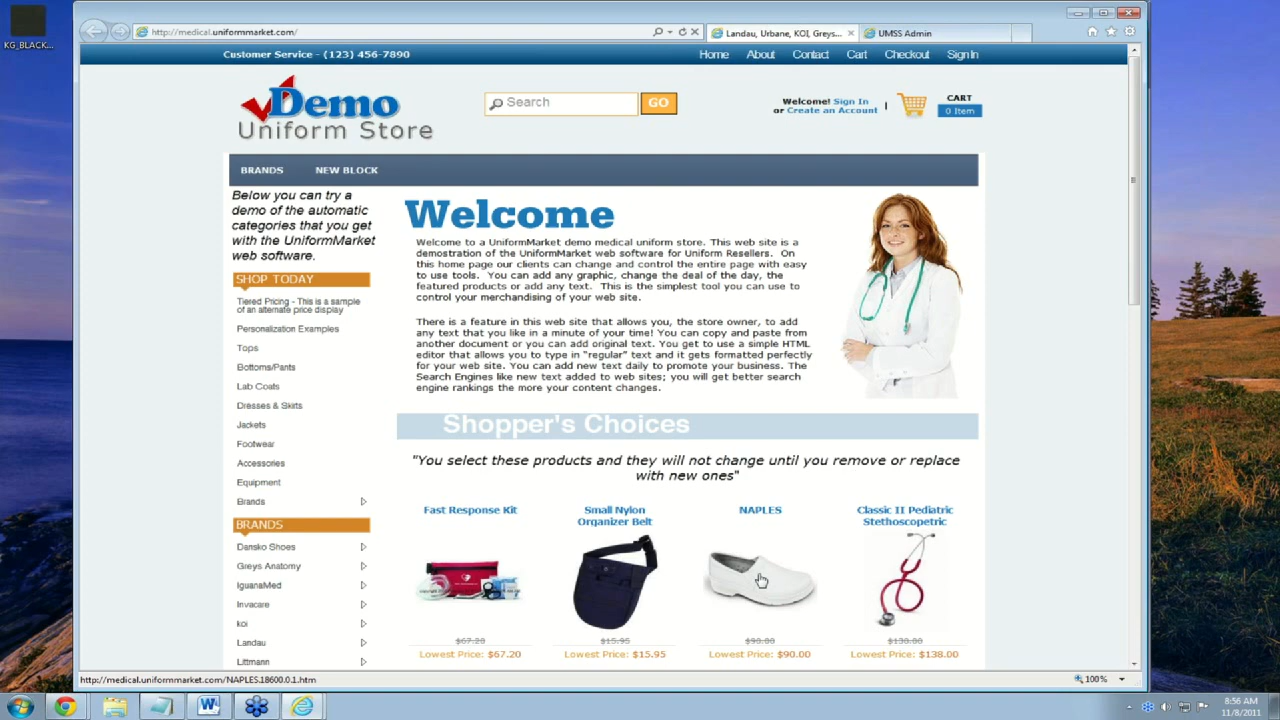 KG_BLACK...
http://medical.uniformmarket.com/
Landau, Urbane, KOI, Greys...
UMSS Admin
Customer Service - (123) 456-7890
Home About Contact Cart Checkout Sign In
Demo
Uniform Store
Search
GO
Welcome! Sign In
or Create an Account
CART
0 Item
BRANDS NEW BLOCK
Below you can try a
demo of the automatic
categories that you get
with the UniformMarket
web software.
SHOP TODAY
Tiered Pricing - This is a sample
of an alternate price display
Personalization Examples
Tops
Bottoms/Pants
Lab Coats
Dresses & Skirts
Jackets
Footwear
Accessories
Equipment
Brands
BRANDS
Dansko Shoes
Greys Anatomy
IguanaMed
Invacare
koi
Landau
Littmann
Welcome
Welcome to a UniformMarket demo medical uniform store. This web site is a
demostration of the UniformMarket web software for Uniform Resellers. On
this home page our clients can change and control the entire page with easy
to use tools. You can add any graphic, change the deal of the day, the
featured products or add any text. This is the simplest tool you can use to
control your merchandising of your web site.
There is a feature in this web site that allows you, the store owner, to add
any text that you like in a minute of your time! You can copy and paste from
another document or you can add original text. You get to use a simple HTML
editor that allows you to type in "regular" text and it gets formatted perfectly
for your web site. You can add new text daily to promote your business. The
Search Engines like new text added to web sites; you will get better search
engine rankings the more your content changes.
Shopper's Choices
"You select these products and they will not change until you remove or replace
with new ones"
Fast Response Kit
Small Nylon
Organizer Belt
NAPLES
Classic II Pediatric
Stethoscopetric
$67.20 $15.95 $90.00 $138.00
Lowest Price: $67.20 Lowest Price: $15.95 Lowest Price: $90.00 Lowest Price: $138.00
http://medical.uniformmarket.com/NAPLES.18600.0.1.htm
100%
8:56 AM
11/8/2011